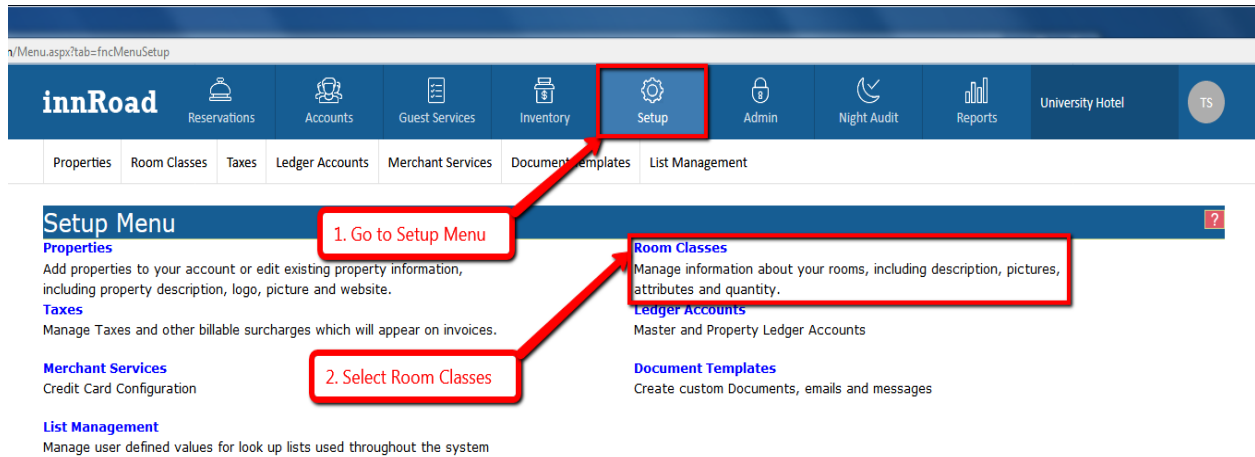 n/Menu.aspx?tab=fncMenuSetup
innRoad
Reservations
Accounts
Guest Services
Inventory
Setup
Admin
Night Audit
Reports
University Hotel
TS
Properties
Room Classes
Taxes
Ledger Accounts
Merchant Services
Document Templates
List Management
Setup Menu
?
1. Go to Setup Menu
Properties
Add properties to your account or edit existing property information,
including property description, logo, picture and website.
Room Classes
Manage information about your rooms, including description, pictures,
attributes and quantity.
Taxes
Manage Taxes and other billable surcharges which will appear on invoices.
Ledger Accounts
Master and Property Ledger Accounts
Merchant Services
Credit Card Configuration
2. Select Room Classes
Document Templates
Create custom Documents, emails and messages
List Management
Manage user defined values for look up lists used throughout the system